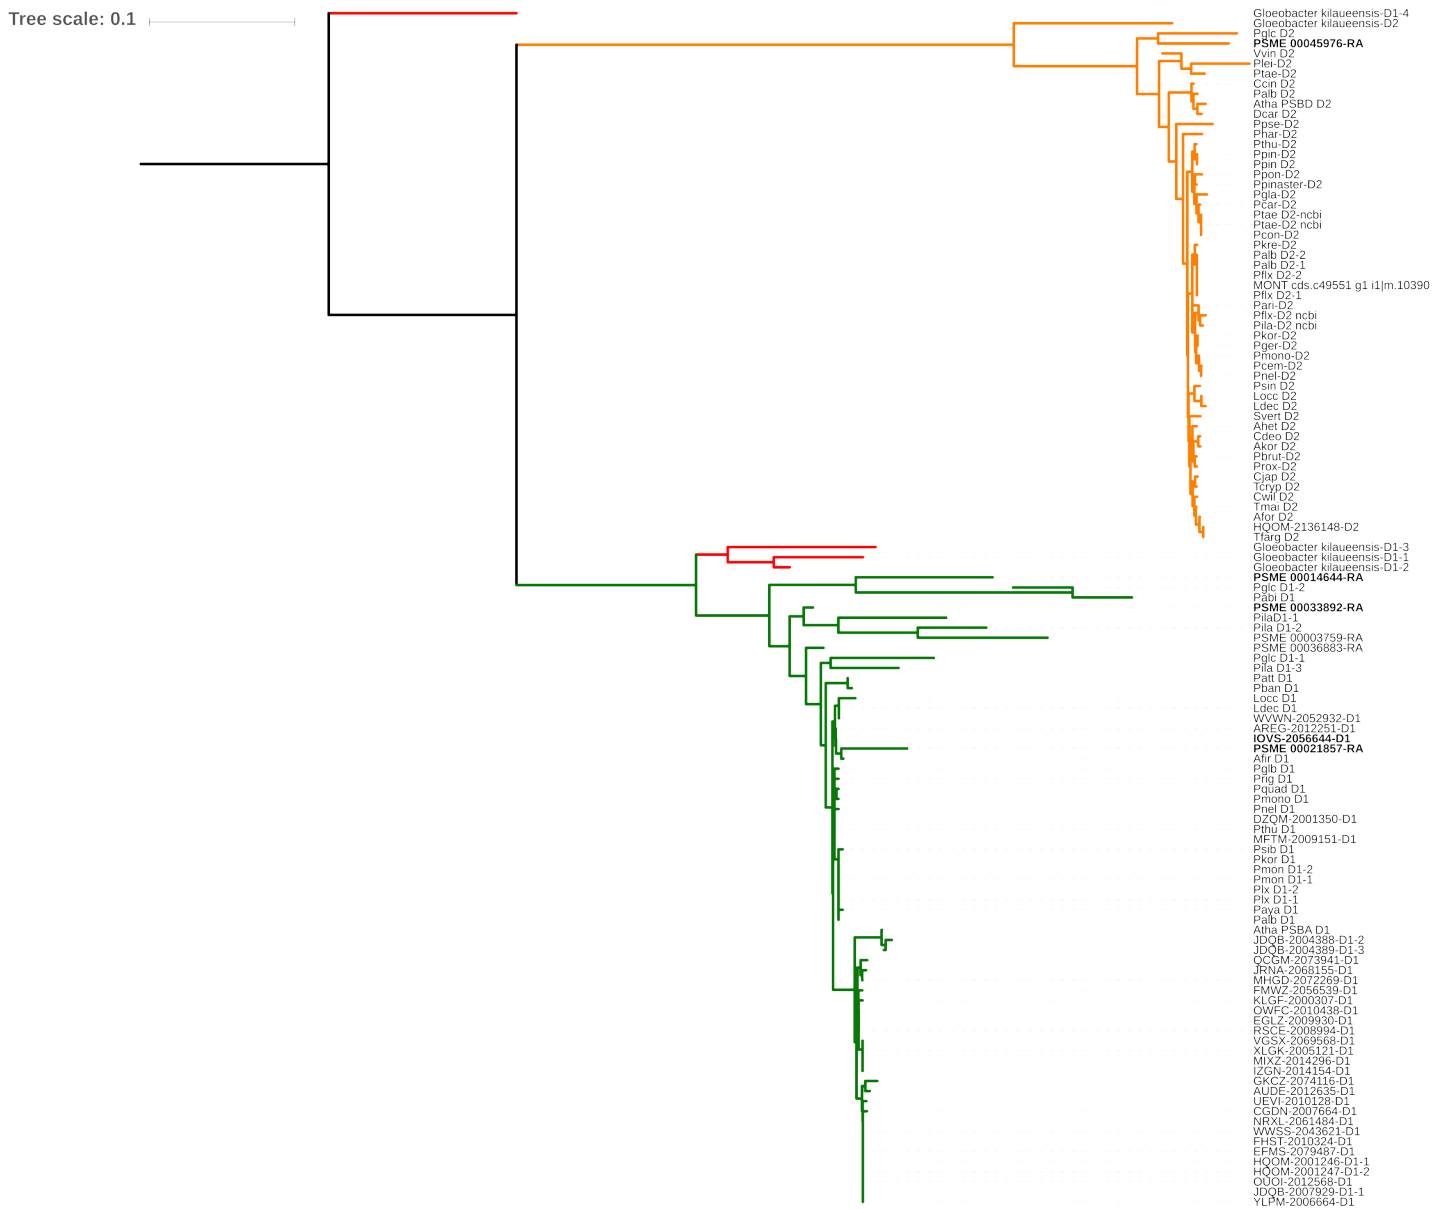 Tree scale: 0.1
Gloeobacter kilaueensis-D1-4
Gloeobacter kilaueensis-D2
Pglc D2
PSME 00045976-RA
Vvin D2
Plei-D2
Ptae-D2
Ccin D2
Palb D2
Atha PSBD D2
Dcar D2
Ppse-D2
Phar-D2
Pthu-D2
Ppin-D2
Ppin D2
Ppon-D2
Ppinaster-D2
Pgla-D2
Pcar-D2
Ptae D2-ncbi
Ptae-D2 ncbi
Pcon-D2
Pkre-D2
Palb D2-2
Palb D2-1
Pflx D2-2
MONT cds.c49551 g1 i1|m.10390
Pflx D2-1
Pari-D2
Pflx-D2 ncbi
Pila-D2 ncbi
Pkor-D2
Pger-D2
Pmono-D2
Pcem-D2
Pnel-D2
Psin D2
Locc D2
Ldec D2
Svert D2
Ahet D2
Cdeo D2
Akor D2
Pbrut-D2
Prox-D2
Cjap D2
Tcryp D2
Cwil D2
Tmai D2
Afor D2
HQOM-2136148-D2
Tfarg D2
Gloeobacter kilaueensis-D1-3
Gloeobacter kilaueensis-D1-1
Gloeobacter kilaueensis-D1-2
PSME 00014644-RA
Pglc D1-2
Pabi D1
PSME 00033892-RA
PilaD1-1
Pila D1-2
PSME 00003759-RA
PSME 00036883-RA
Pglc D1-1
Pila D1-3
Patt D1
Pban D1
Locc D1
Ldec D1
WVWN-2052932-D1
AREG-2012251-D1
IOVS-2056644-D1
PSME 00021857-RA
Afir D1
Pglb D1
Prig D1
Pquad D1
Pmono D1
Pnel D1
DZQM-2001350-D1
Pthu D1
MFTM-2009151-D1
Psib D1
Pkor D1
Pmon D1-2
Pmon D1-1
Plx D1-2
Plx D1-1
Paya D1
Palb D1
Atha PSBA D1
JDQB-2004388-D1-2
JDQB-2004389-D1-3
QCGM-2073941-D1
JRNA-2068155-D1
MHGD-2072269-D1
FMWZ-2056539-D1
KLGF-2000307-D1
OWFC-2010438-D1
EGLZ-2009930-D1
RSCE-2008994-D1
VGSX-2069568-D1
XLGK-2005121-D1
MIXZ-2014296-D1
IZGN-2014154-D1
GKCZ-2074116-D1
AUDE-2012635-D1
UEVI-2010128-D1
CGDN-2007664-D1
NRXL-2061484-D1
WWSS-2043621-D1
FHST-2010324-D1
EFMS-2079487-D1
HQOM-2001246-D1-1
HQOM-2001247-D1-2
OUOI-2012568-D1
JDQB-2007929-D1-1
YLPM-2006664-D1